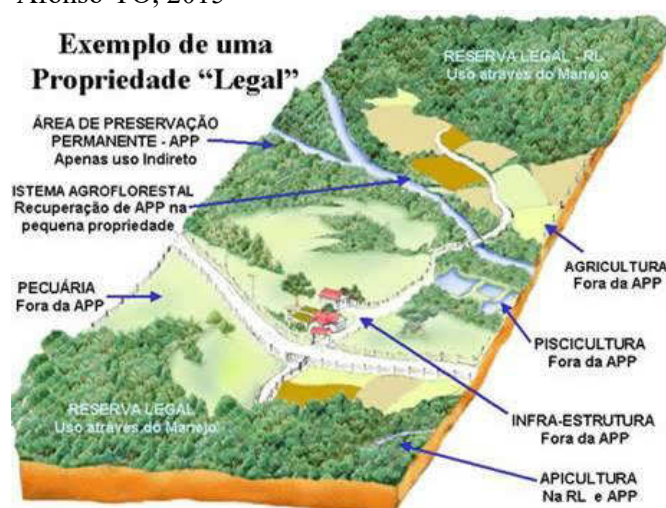 Afonso-TO, 2015
Exemplo de uma
Propriedade “Legal”
RESERVA LEGAL - RL
Uso através do Manejo
ÁREA DE PRESERVAÇÃO
PERMANENTE - APP
Apenas uso Indireto
ISTEMA AGROFLORESTAL
Recuperação de APP na
pequena propriedade
AGRICULTURA
Fora da APP
PECUÁRIA
Fora da APP
PISCICULTURA
Fora da APP
RESERVA LEGAL
Uso através do Manejo
INFRA-ESTRUTURA
Fora da APP
APICULTURA
Na RL e APP